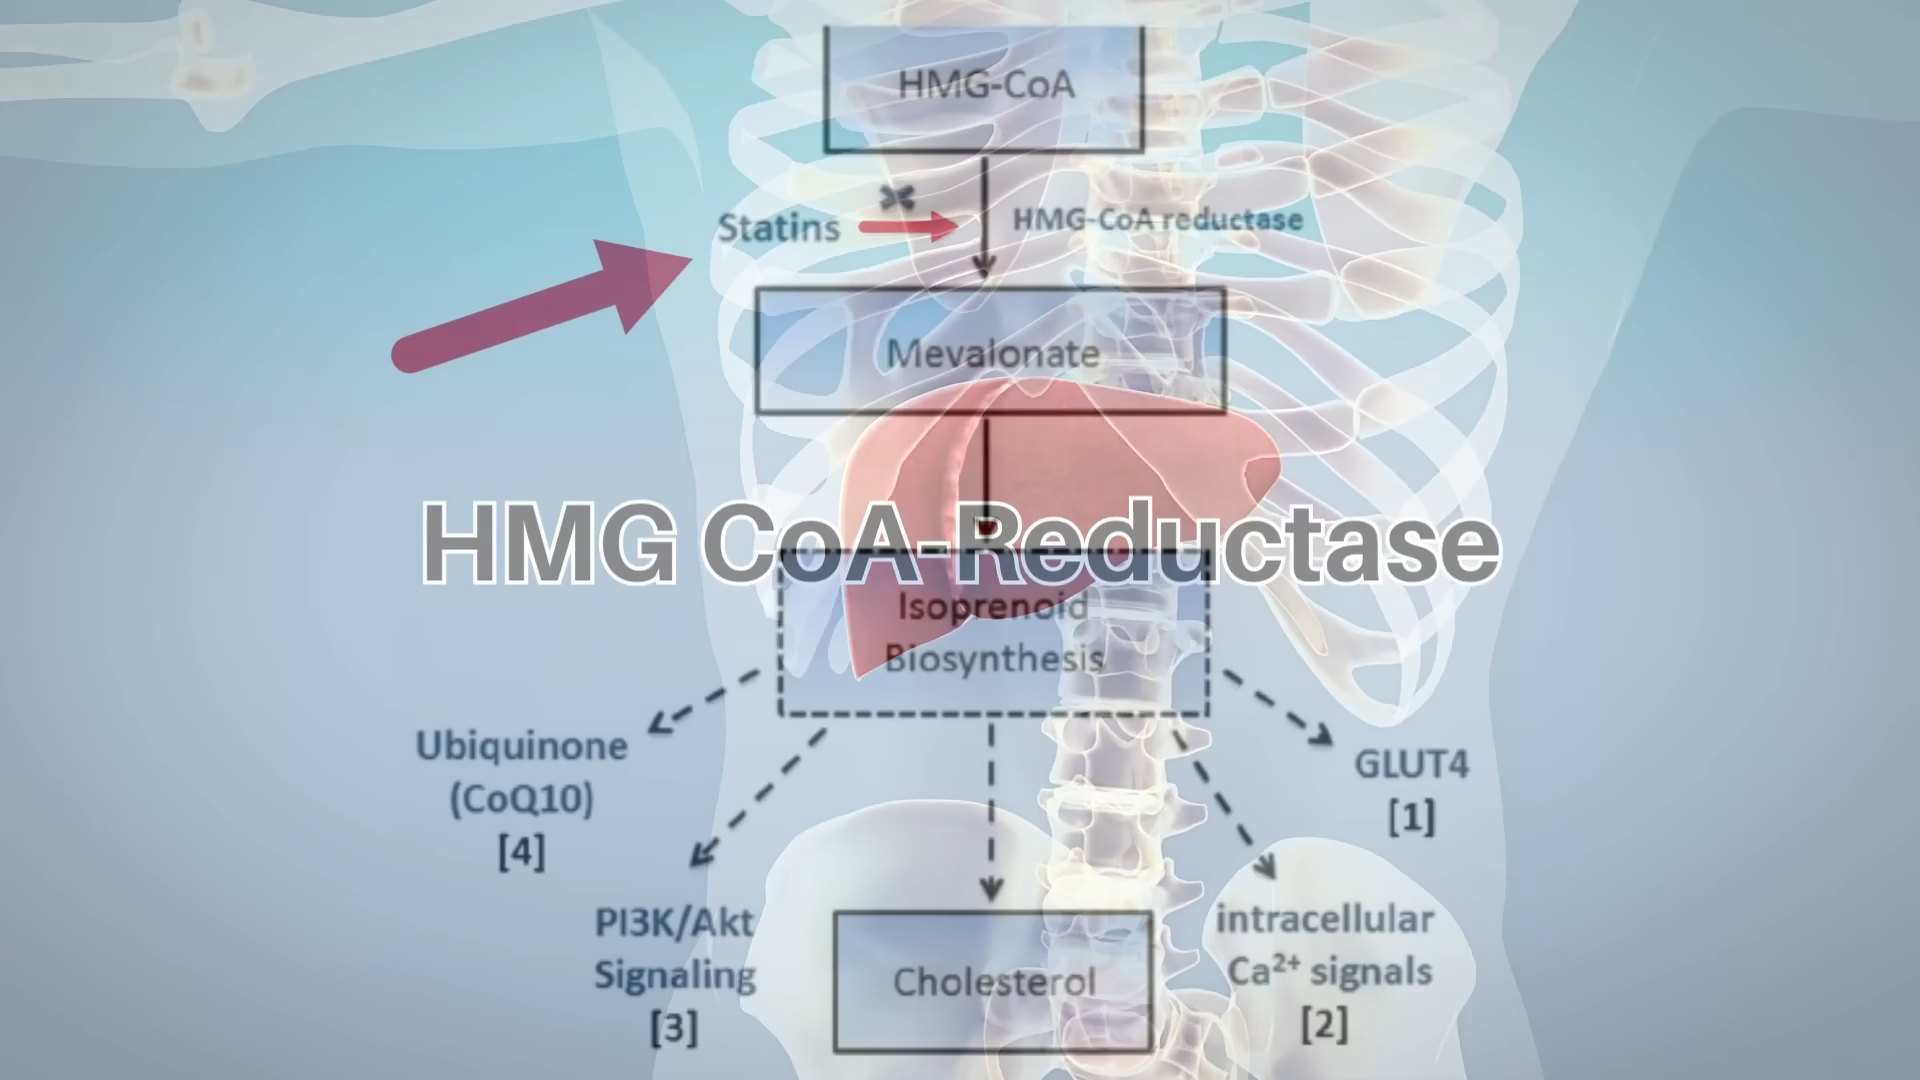 HMG-CoA
Statins
HMG-CoA reductase
Mevalonate
HMG CoA-Reductase
Isoprenoid
Biosynthesis
Ubiquinone
(CoQ10)
[4]
GLUT4
[1]
PI3K/Akt
Signaling
[3]
Cholesterol
intracellular
Ca²⁺ signals
[2]